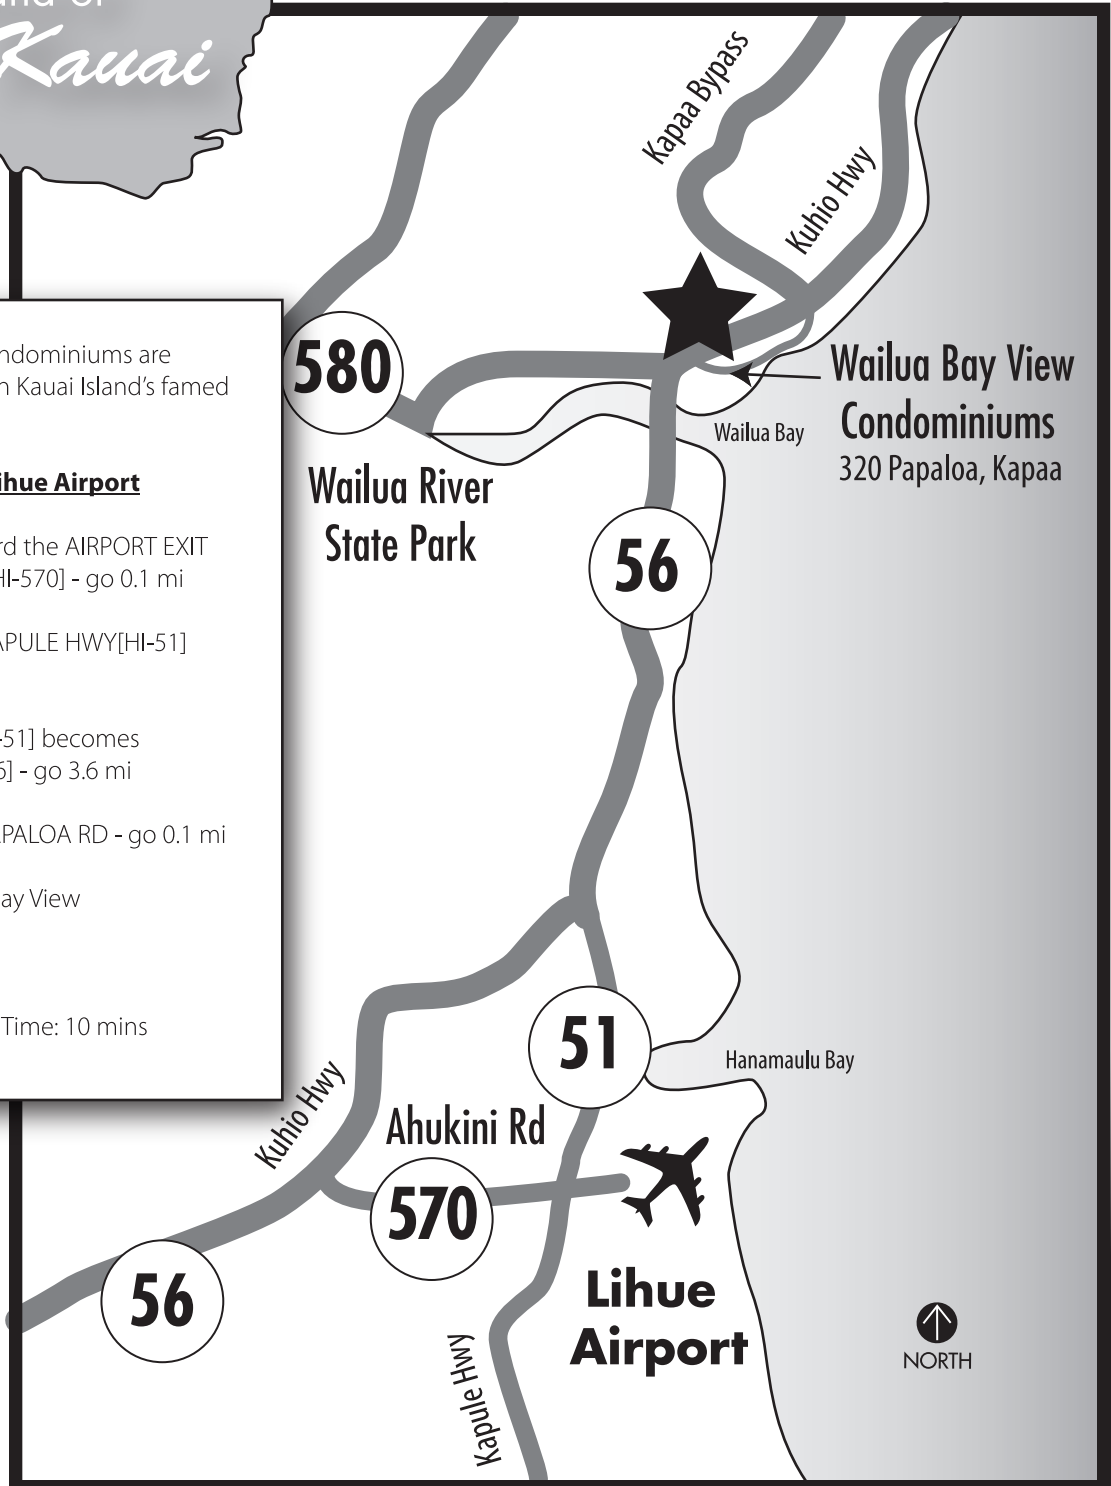 Kauai
Kapaa Bypass
Kuhio Hwy
580
Wailua Bay View
Condominiums
320 Papaloa, Kapaa
Wailua Bay
Wailua River
State Park
56
ndominiums are
n Kauai Island's famed
ihue Airport
rd the AIRPORT EXIT
HI-570] - go 0.1 mi
APULE HWY[HI-51]
-51] becomes
6] - go 3.6 mi
APALOA RD - go 0.1 mi
ay View
Time: 10 mins
51
Hanamaulu Bay
Kuhio Hwy
Ahukini Rd
570
56
Lihue
Airport
Kapule Hwy
NORTH